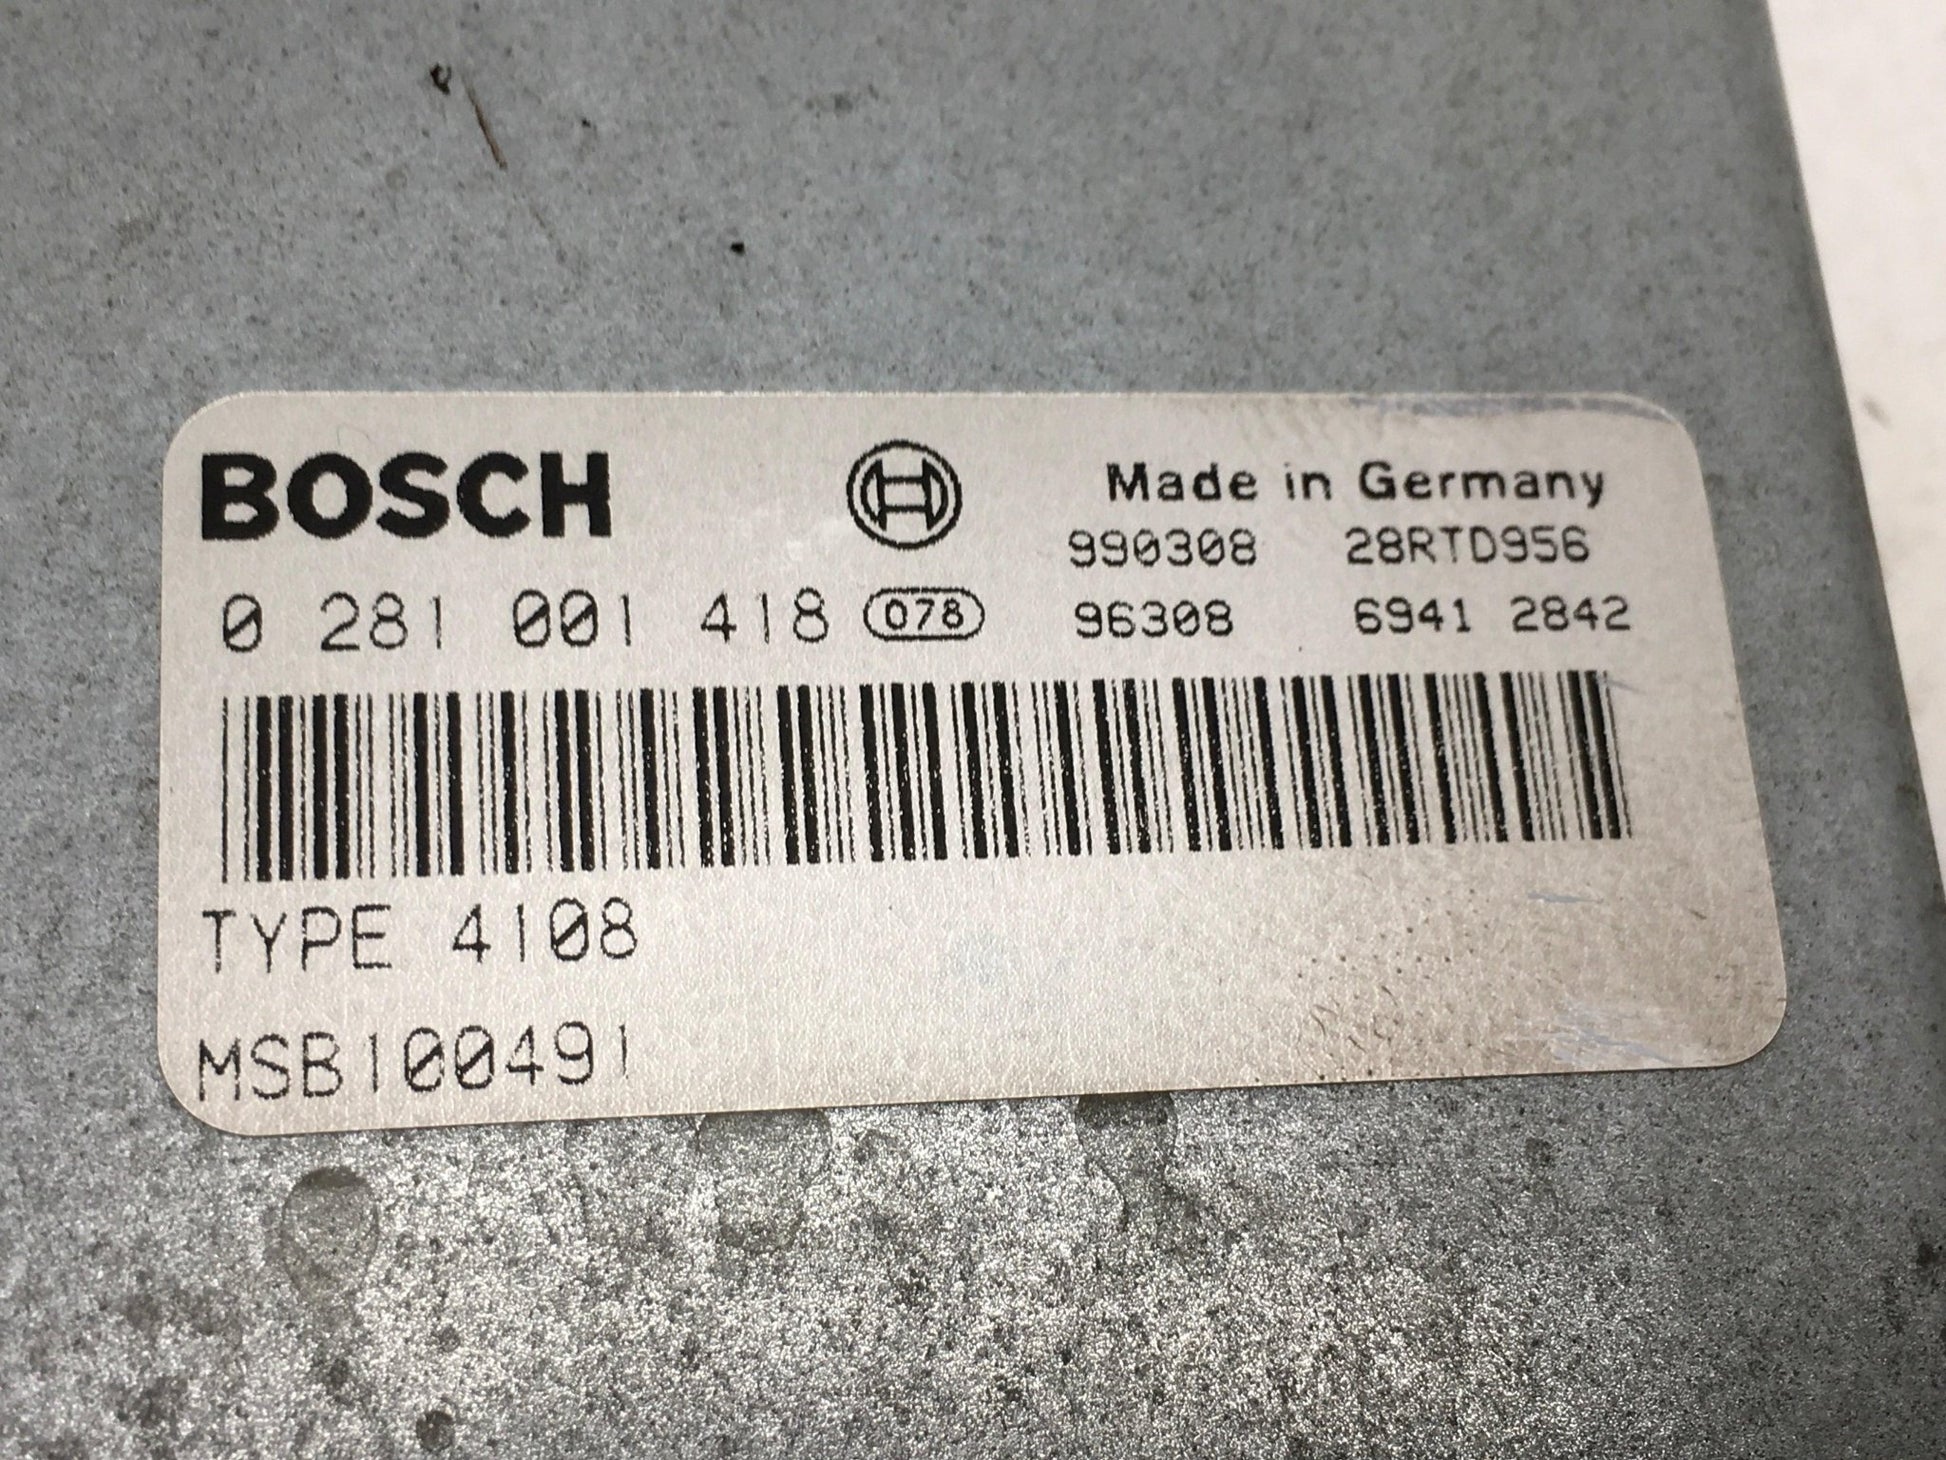 BOSCH
Made in Germany
990308 28RTD956
0 281 001 418 078 96308 6941 2842
TYPE 4108
MSB100491